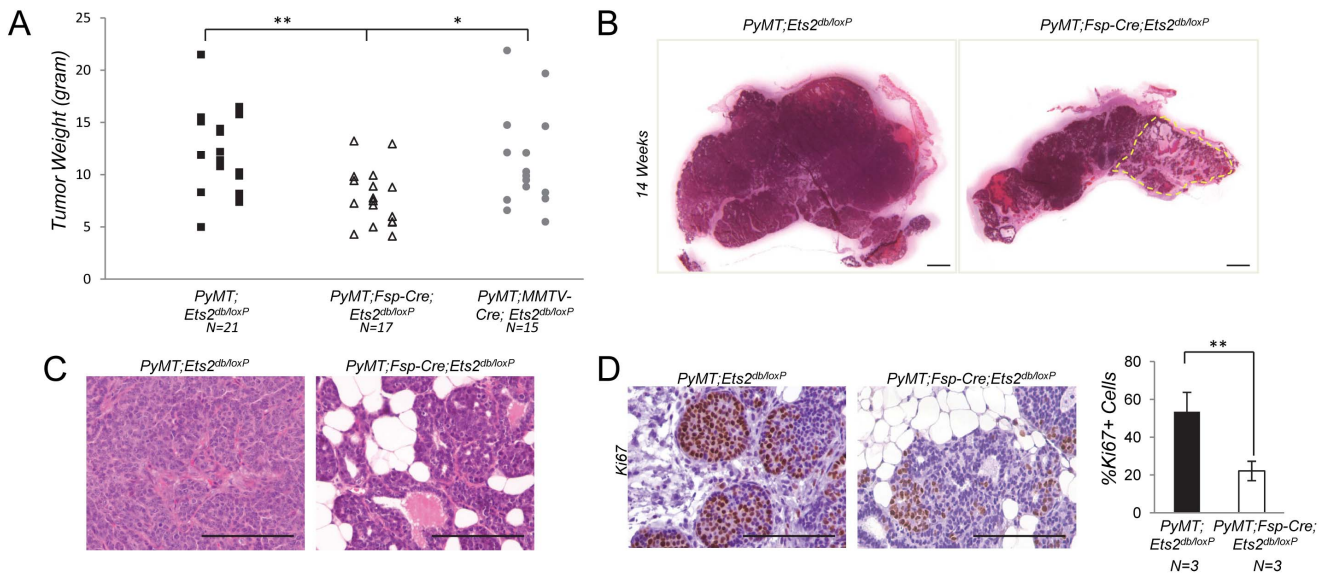 A
25
20
15
10
5
0
Tumor Weight (gram)
**
*
PyMT;
Ets2db/loxP
N=21
PyMT;Fsp-Cre;
Ets2db/loxP
N=17
PyMT;MMTV-
Cre; Ets2db/loxP
N=15
B
PyMT;Ets2db/loxP
PyMT;Fsp-Cre;Ets2db/loxP
14 Weeks
C
PyMT;Ets2db/loxP
PyMT;Fsp-Cre;Ets2db/loxP
D
PyMT;Ets2db/loxP
PyMT;Fsp-Cre;Ets2db/loxP
Ki67
80
60
40
20
0
%Ki67+ Cells
**
PyMT;
Ets2db/loxP
N=3
PyMT;Fsp-Cre;
Ets2db/loxP
N=3